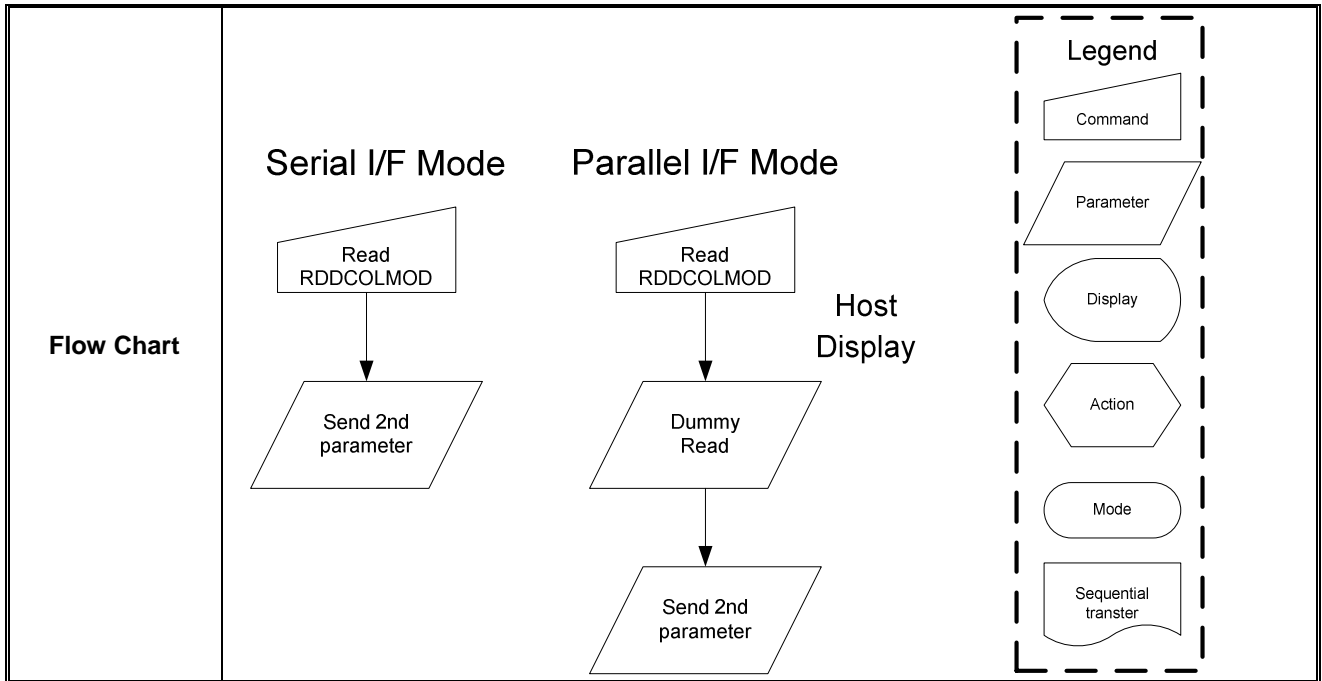 Flow Chart
Serial I/F Mode
Read
RDDCOLMOD
Send 2nd
parameter
Parallel I/F Mode
Read
RDDCOLMOD
Dummy
Read
Send 2nd
parameter
Host
Display
Legend
Command
Parameter
Display
Action
Mode
Sequential
transter